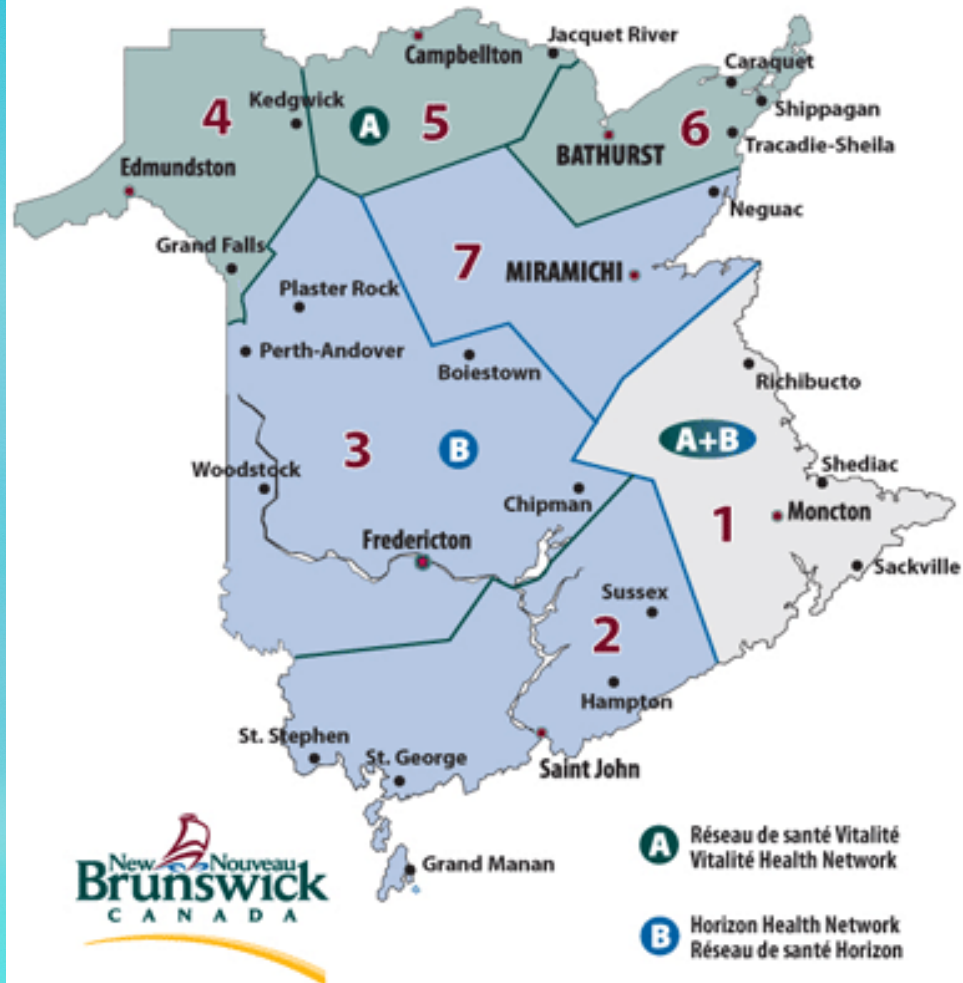 Jacquet River
Campbellton
Caraquet
Kedgwick
4
A
5
6
Shippagan
BATHURST
Tracadie-Sheila
Edmundston
Neguac
Grand Falls
7
MIRAMICHI
Plaster Rock
Perth-Andover
Boiestown
Richibucto
A+B
3
B
Woodstock
Shediac
Chipman
1
Moncton
Fredericton
Sackville
Sussex
2
Hampton
St. Stephen
St. George
Saint John
Grand Manan
New Nouveau
Brunswick
CANADA
A
Réseau de santé Vitalité
Vitalité Health Network
B
Horizon Health Network
Réseau de santé Horizon